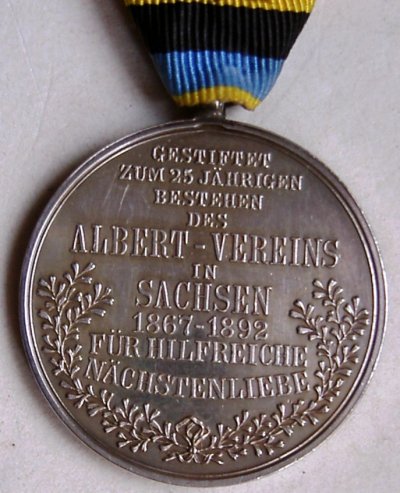 GESTIFTET
ZUM 25 JÄHRIGEN
BESTEHEN
DES
ALBERT-VEREINS
IN
SACHSEN
1867-1892
FÜR HILFREICHE
NÄCHSTENLIEBE